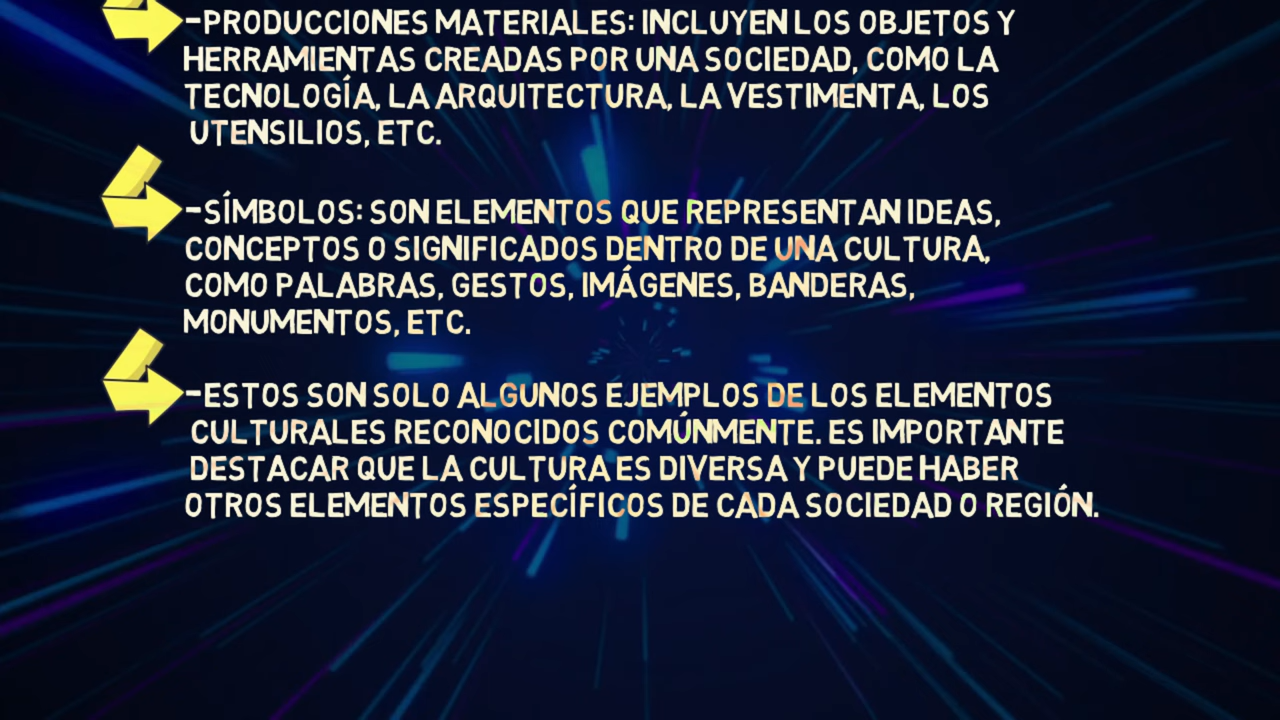 -PRODUCCIONES MATERIALES: INCLUYEN LOS OBJETOS Y
HERRAMIENTAS CREADAS POR UNA SOCIEDAD, COMO LA
TECNOLOGÍA, LA ARQUITECTURA, LA VESTIMENTA, LOS
UTENSILIOS, ETC.
-SÍMBOLOS: SON ELEMENTOS QUE REPRESENTAN IDEAS,
CONCEPTOS O SIGNIFICADOS DENTRO DE UNA CULTURA,
COMO PALABRAS, GESTOS, IMÁGENES, BANDERAS,
MONUMENTOS, ETC.
-ESTOS SON SOLO ALGUNOS EJEMPLOS DE LOS ELEMENTOS
CULTURALES RECONOCIDOS COMÚNMENTE. ES IMPORTANTE
DESTACAR QUE LA CULTURA ES DIVERSA Y PUEDE HABER
OTROS ELEMENTOS ESPECÍFICOS DE CADA SOCIEDAD O REGIÓN.